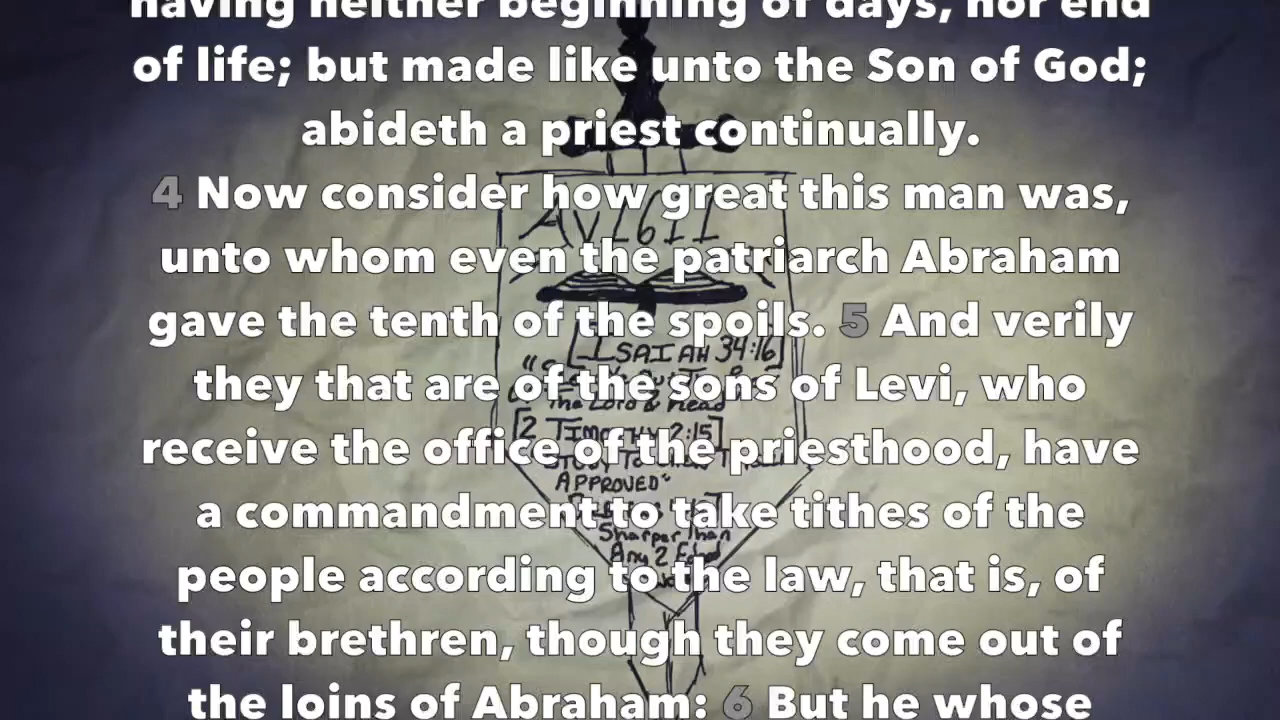 having neither beginning of days, nor end
of life; but made like unto the Son of God;
abideth a priest continually.
4 Now consider how great this man was,
unto whom even the patriarch Abraham
gave the tenth of the spoils. 5 And verily
they that are of the sons of Levi, who
receive the office of the priesthood, have
a commandment to take tithes of the
people according to the law, that is, of
their brethren, though they come out of
the loins of Abraham: 6 But he whose
AV1611
[ISAIAH 34:16]
the Lord & Read
[2 Timothy 2:15]
APPROVED"
Sharper than
Any 2 Edged